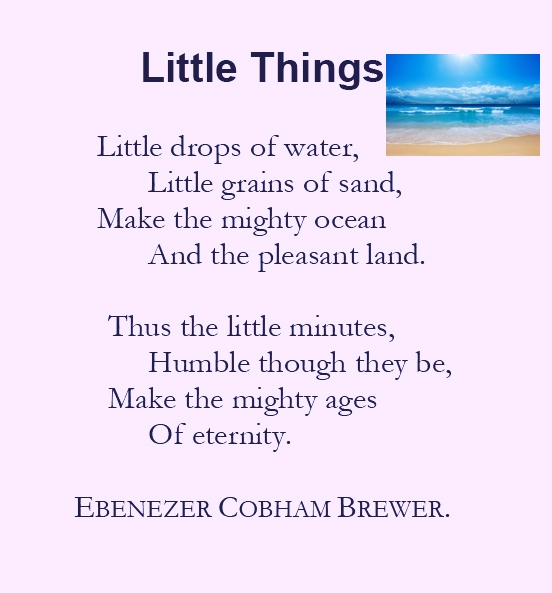 Little Things
Little drops of water,
Little grains of sand,
Make the mighty ocean
And the pleasant land.
Thus the little minutes,
Humble though they be,
Make the mighty ages
Of eternity.
EBENEZER COBHAM BREWER.